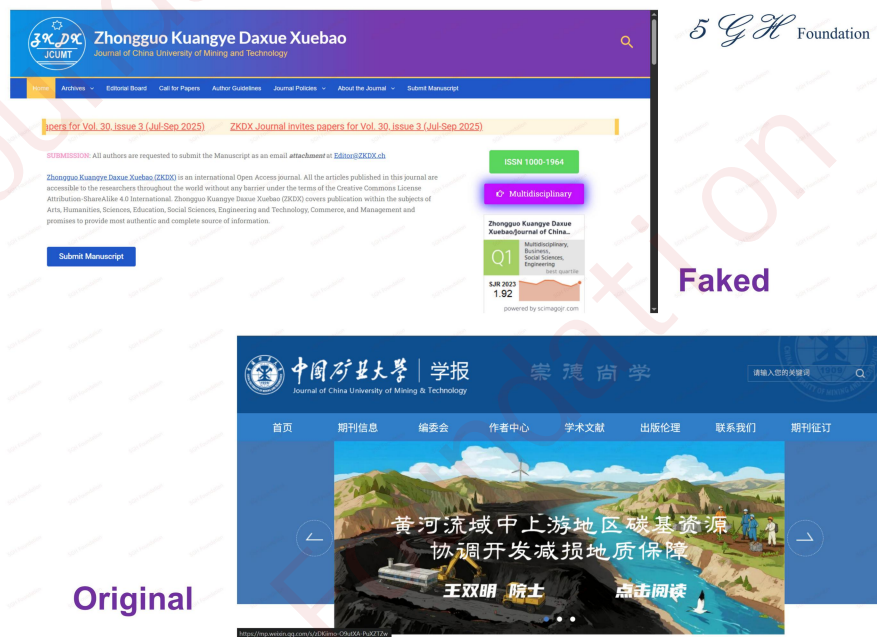 5 GH Foundation
ZKDX
JCUMT
Zhongguo Kuangye Daxue Xuebao
Journal of China University of Mining and Technology
Home Archives Editorial Board Call for Papers Author Guidelines Journal Policies About the Journal Submit Manuscript
apers for Vol. 30, issue 3 (Jul-Sep 2025) ZKDX Journal invites papers for Vol. 30, issue 3 (Jul-Sep 2025)
SUBMISSION: All authors are requested to submit the Manuscript as an email attachment at Editor@ZKDX.ch
Zhongguo Kuangye Daxue Xuebao (ZKDX) is an international Open Access journal. All the articles published in this journal are
accessible to the researchers throughout the world without any barrier under the terms of the Creative Commons License
Attribution-ShareAlike 4.0 International. Zhongguo Kuangye Daxue Xuebao (ZKDX) covers publication within the subjects of
Arts, Humanities, Sciences, Education, Social Sciences, Engineering and Technology, Commerce, and Management and
promises to provide most authentic and complete source of information.
Submit Manuscript
ISSN 1000-1964
Multidisciplinary
Zhongguo Kuangye Daxue
Xuebao/Journal of China...
Q1
Multidisciplinary,
Business,
Social Sciences,
Engineering
best quartile
SJR 2023
1.92
powered by scimagojr.com
Faked
中国矿业大学 学报
Journal of China University of Mining & Technology
崇德尚学
请输入您的关键词
1909
首页 期刊信息 编委会 作者中心 学术文献 出版伦理 联系我们 期刊征订
黄河流域中上游地区碳基资源
协调开发减损地质保障
王双明 院士 点击阅读
Original
Foundation